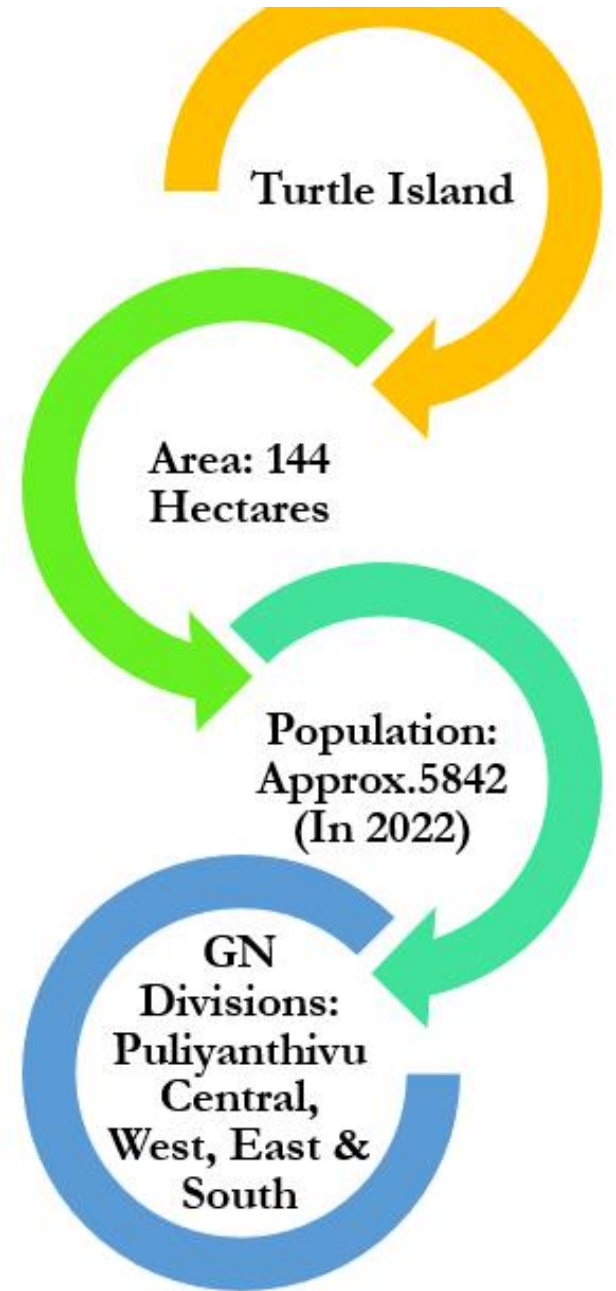 Turtle Island
Area: 144
Hectares
Population:
Approx.5842
(In 2022)
GN
Divisions:
Puliyanthivu
Central,
West, East &
South